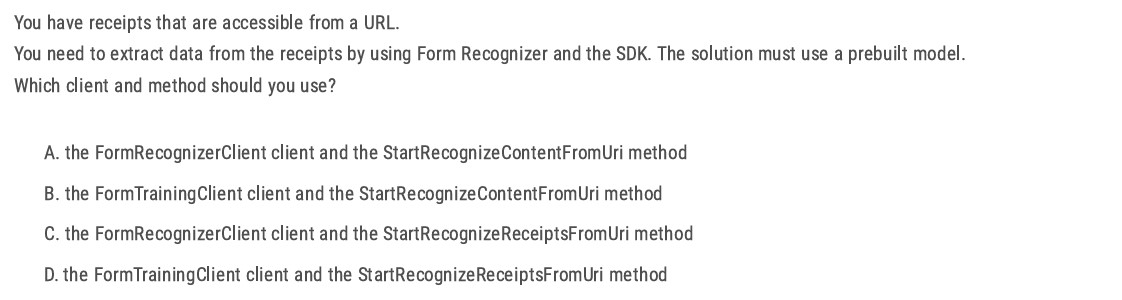 You have receipts that are accessible from a URL.
You need to extract data from the receipts by using Form Recognizer and the SDK. The solution must use a prebuilt model.
Which client and method should you use?
A. the FormRecognizerClient client and the StartRecognizeContentFromUri method
B. the FormTrainingClient client and the StartRecognizeContentFromUri method
C. the FormRecognizerClient client and the StartRecognizeReceiptsFromUri method
D. the FormTrainingClient client and the StartRecognizeReceiptsFromUri method